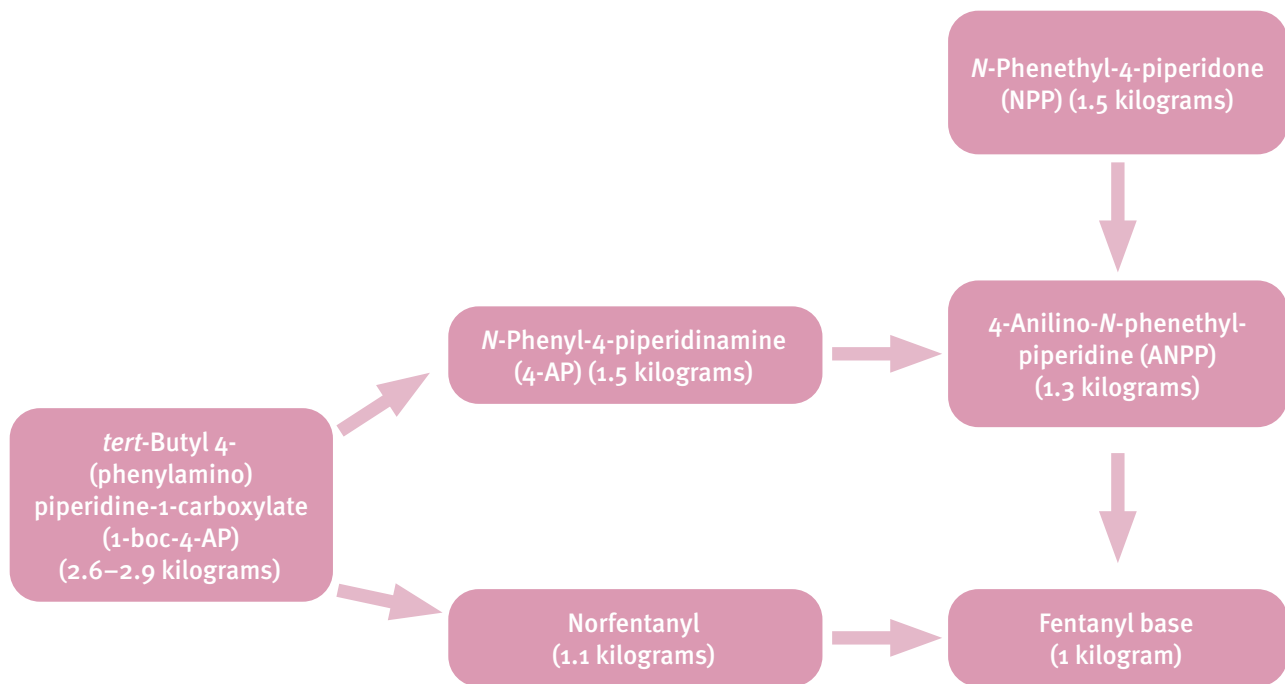 N-Phenethyl-4-piperidone
(NPP) (1.5 kilograms)
N-Phenyl-4-piperidinamine
(4-AP) (1.5 kilograms)
4-Anilino-N-phenethyl-
piperidine (ANPP)
(1.3 kilograms)
tert-Butyl 4-
(phenylamino)
piperidine-1-carboxylate
(1-boc-4-AP)
(2.6–2.9 kilograms)
Norfentanyl
(1.1 kilograms)
Fentanyl base
(1 kilogram)